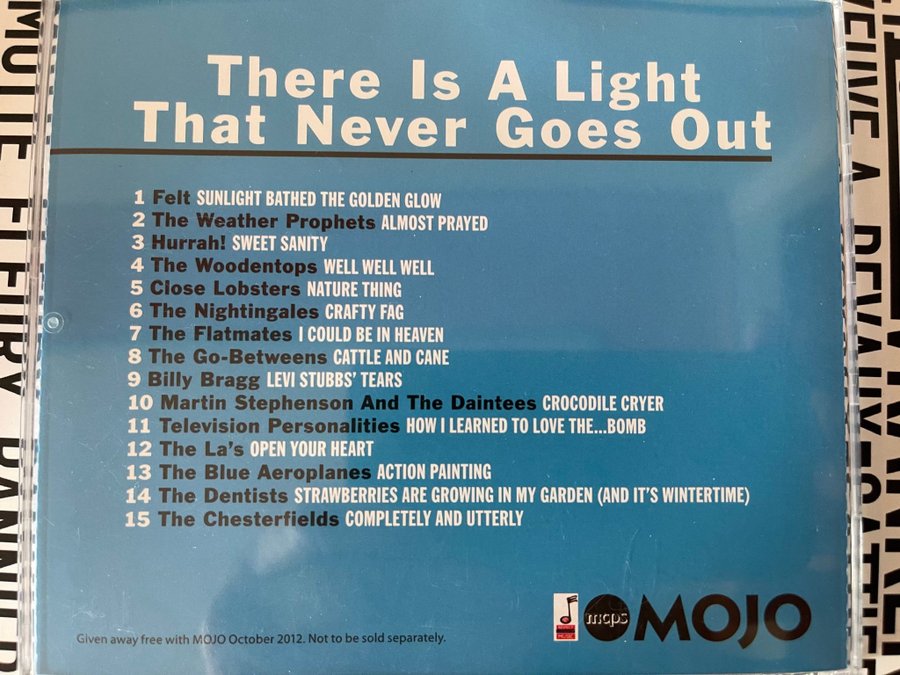 There Is A Light
That Never Goes Out
1 Felt SUNLIGHT BATHED THE GOLDEN GLOW
2 The Weather Prophets ALMOST PRAYED
3 Hurrah! SWEET SANITY
4 The Woodentops WELL WELL WELL
5 Close Lobsters NATURE THING
6 The Nightingales CRAFTY FAG
7 The Flatmates I COULD BE IN HEAVEN
8 The Go-Betweens CATTLE AND CANE
9 Billy Bragg LEVI STUBBS' TEARS
10 Martin Stephenson And The Daintees CROCODILE CRYER
11 Television Personalities HOW I LEARNED TO LOVE THE...BOMB
12 The La's OPEN YOUR HEART
13 The Blue Aeroplanes ACTION PAINTING
14 The Dentists STRAWBERRIES ARE GROWING IN MY GARDEN (AND IT'S WINTERTIME)
15 The Chesterfields COMPLETELY AND UTTERLY
Given away free with MOJO October 2012. Not to be sold separately.
mcps MOJO